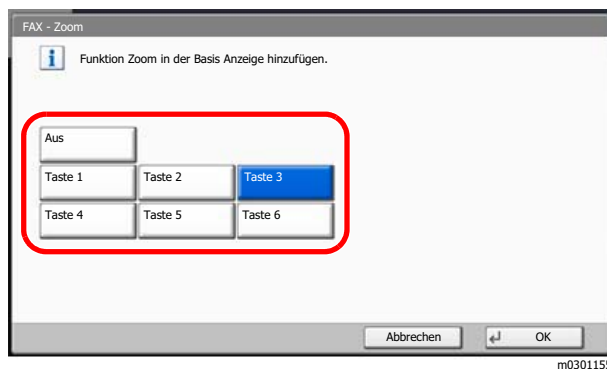 FAX - Zoom
Funktion Zoom in der Basis Anzeige hinzufügen.
Aus
Taste 1 Taste 2 Taste 3
Taste 4 Taste 5 Taste 6
Abbrechen OK
m0301155